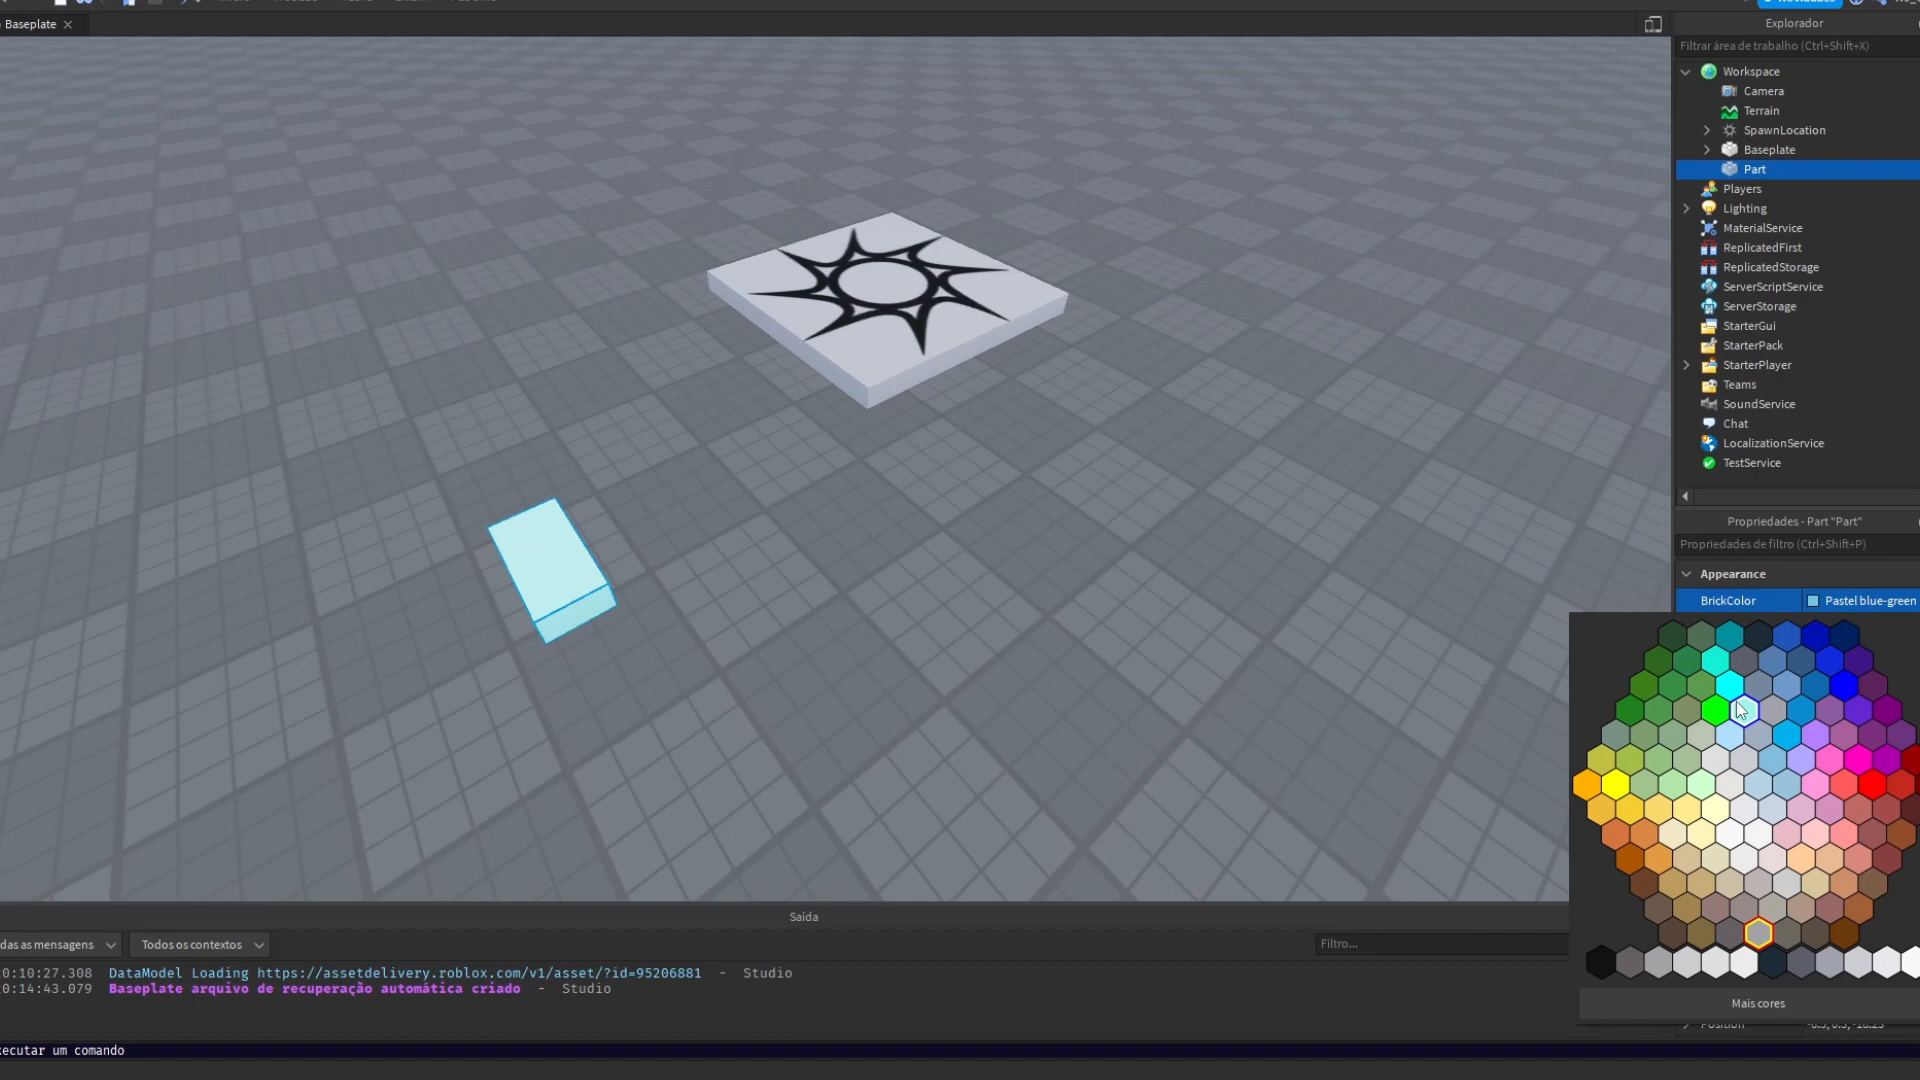 Baseplate
Explorador
Filtrar área de trabalho (Ctrl+Shift+X)
Workspace
Camera
Terrain
SpawnLocation
Baseplate
Part
Players
Lighting
MaterialService
ReplicatedFirst
ReplicatedStorage
ServerScriptService
ServerStorage
StarterGui
StarterPack
StarterPlayer
Teams
SoundService
Chat
LocalizationService
TestService
Propriedades - Part "Part"
Propriedades de filtro (Ctrl+Shift+P)
Appearance
BrickColor Pastel blue-green
Mais cores
Saída
das as mensagens Todos os contextos Filtro...
0:10:27.308 DataModel Loading https://assetdelivery.roblox.com/v1/asset/?id=95206881 - Studio
0:14:43.079 Baseplate arquivo de recuperação automática criado - Studio
ecutar um comando